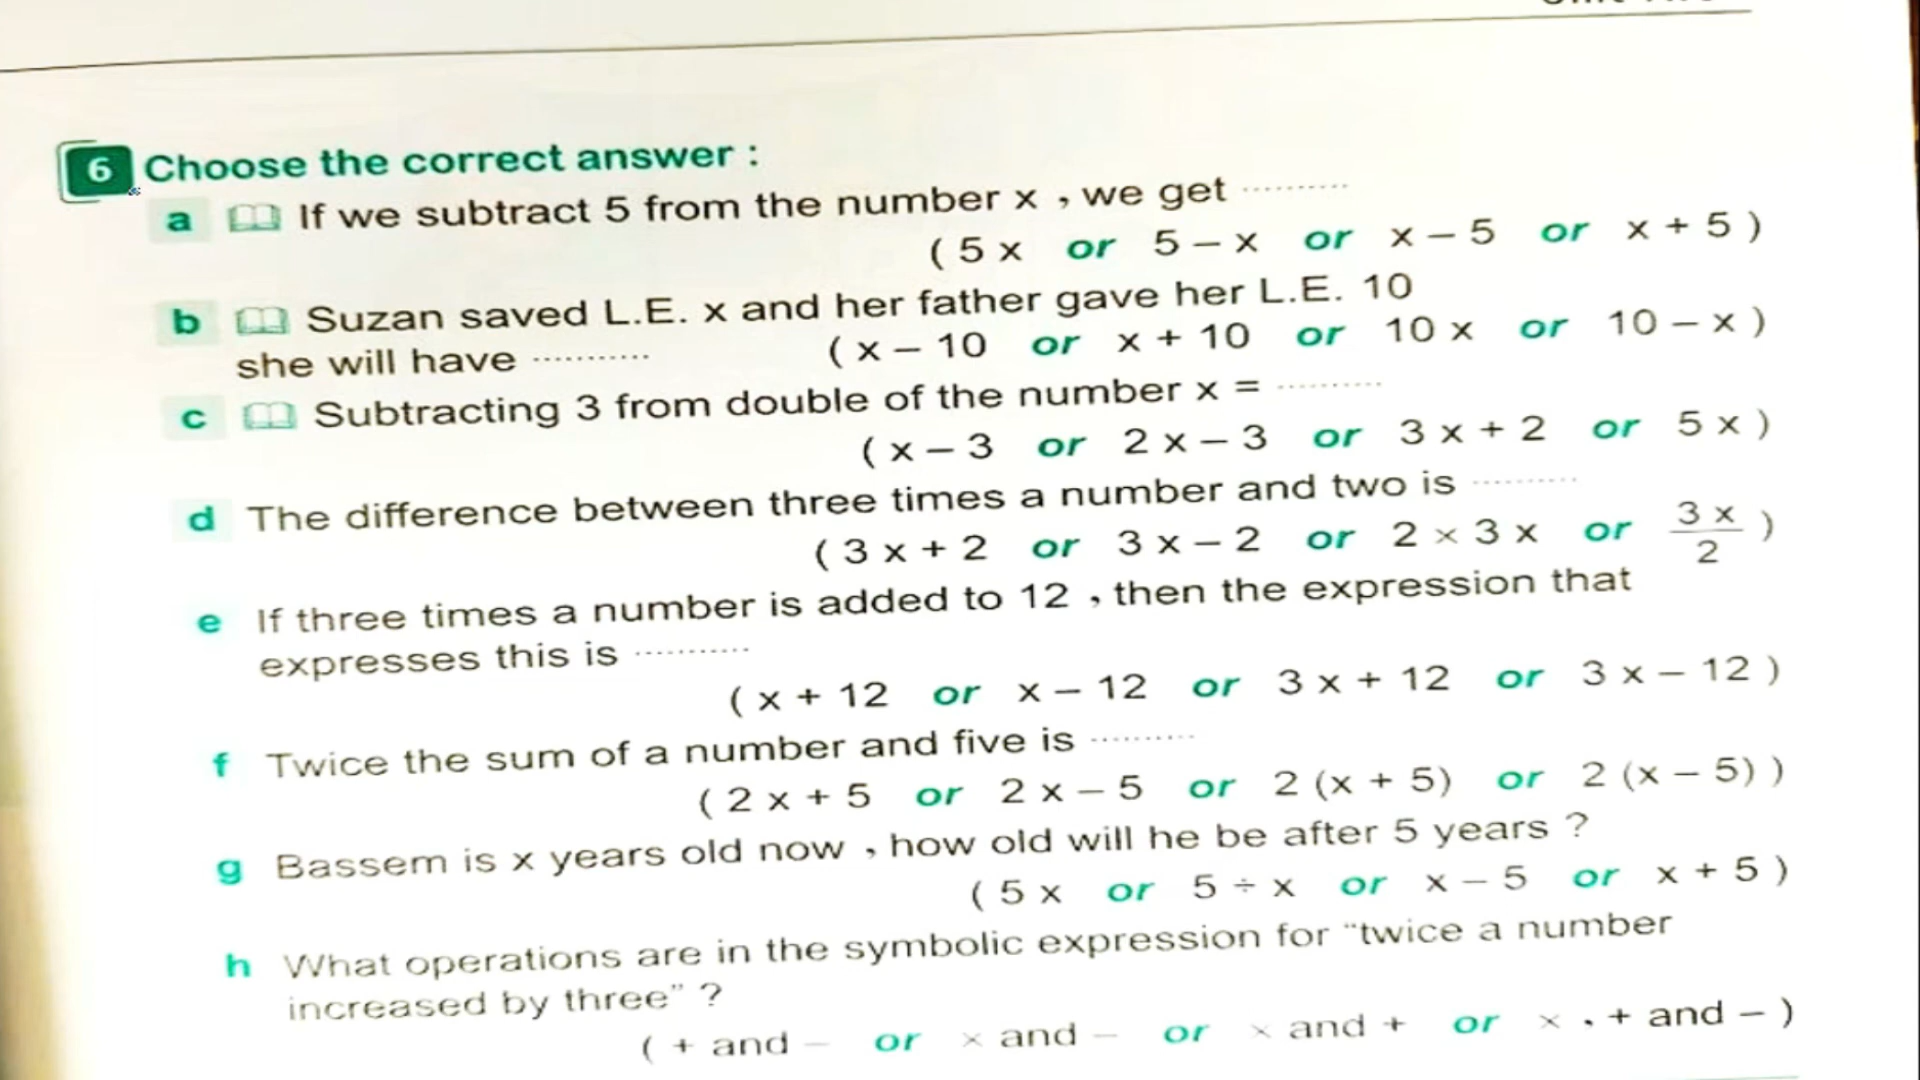 6 Choose the correct answer :
a If we subtract 5 from the number x , we get ..........
( 5 x or 5 – x or x – 5 or x + 5 )
b Suzan saved L.E. x and her father gave her L.E. 10
she will have ........... ( x – 10 or x + 10 or 10 x or 10 – x )
c Subtracting 3 from double of the number x = ..........
( x – 3 or 2 x – 3 or 3 x + 2 or 5 x )
d The difference between three times a number and two is ..........
( 3 x + 2 or 3 x – 2 or 2 × 3 x or 3 x / 2 )
e If three times a number is added to 12 , then the expression that
expresses this is ...........
( x + 12 or x – 12 or 3 x + 12 or 3 x – 12 )
f Twice the sum of a number and five is ..........
( 2 x + 5 or 2 x – 5 or 2 (x + 5) or 2 (x – 5) )
g Bassem is x years old now , how old will he be after 5 years ?
( 5 x or 5 ÷ x or x – 5 or x + 5 )
h What operations are in the symbolic expression for "twice a number
increased by three" ?
( + and – or × and – or × and + or × , + and – )